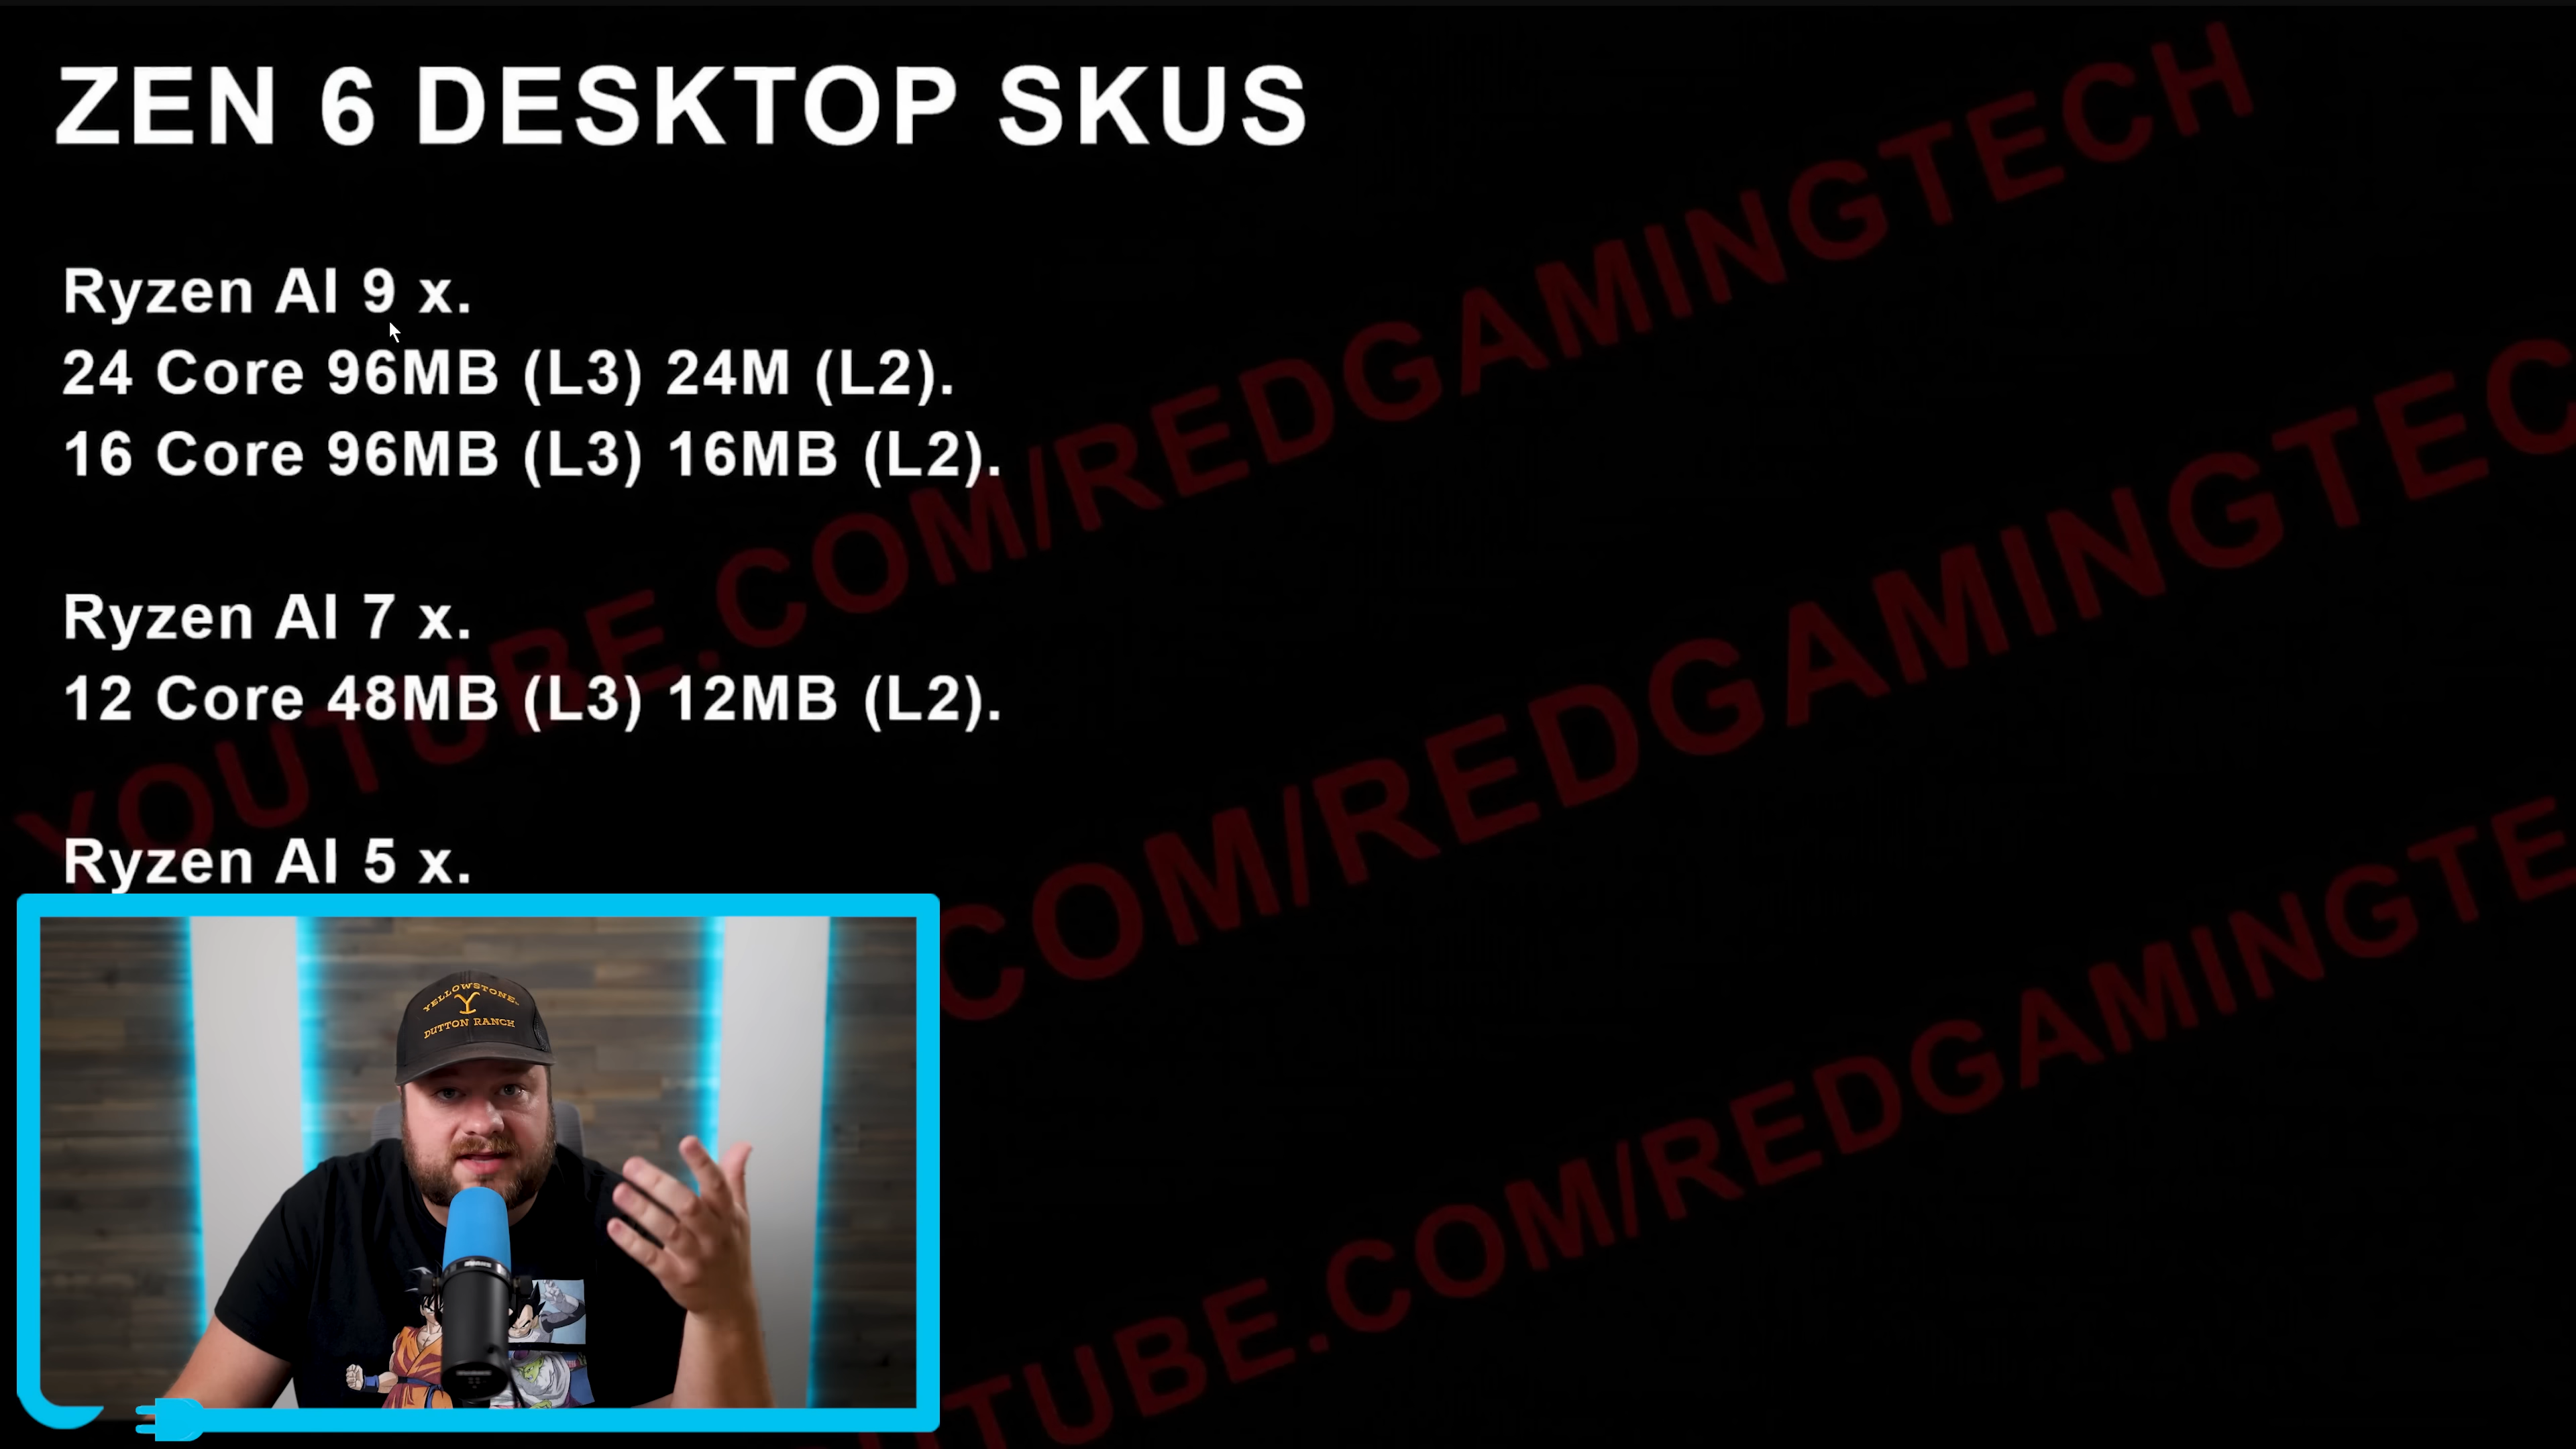 ZEN 6 DESKTOP SKUS
Ryzen AI 9 x.
24 Core 96MB (L3) 24M (L2).
16 Core 96MB (L3) 16MB (L2).
Ryzen AI 7 x.
12 Core 48MB (L3) 12MB (L2).
Ryzen AI 5 x.
YOUTUBE.COM/REDGAMINGTECH
COM/REDGAMINGTEC
UTUBE.COM/REDGAMINGTE
YELLOWSTONE
Y
DUTTON RANCH